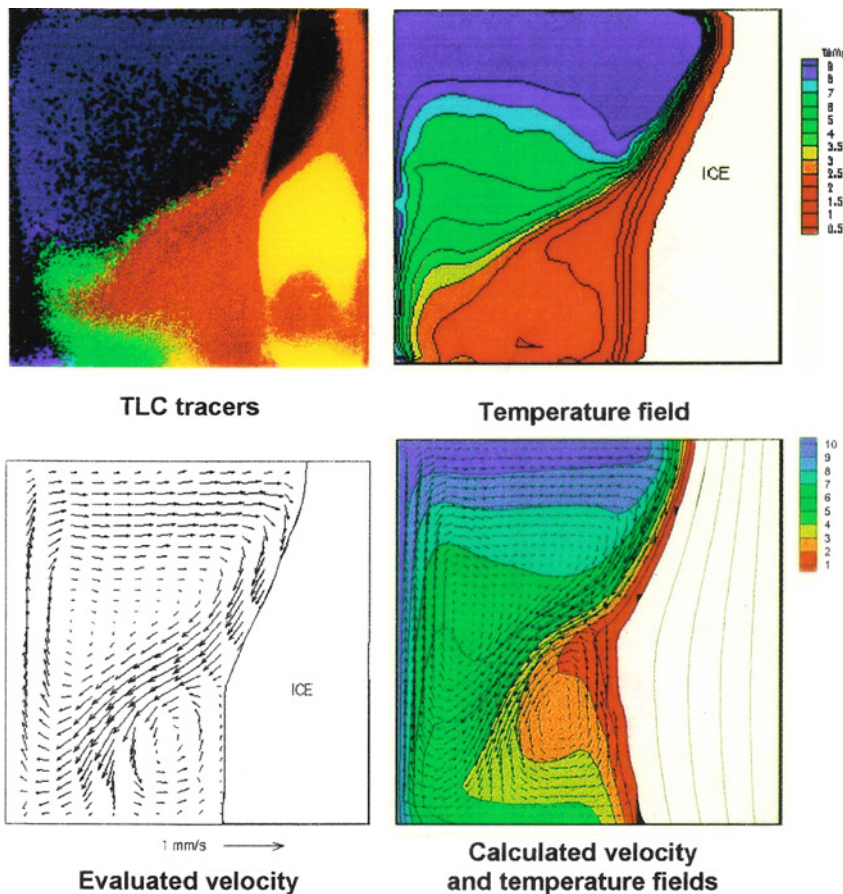 ICE
9
8
7
6
5
4
3.5
3
2.5
2
1.5
1
0.5
TLC tracers
Temperature field
ICE
1 mm/s
10
9
8
7
6
5
4
3
2
1
Evaluated velocity
Calculated velocity
and temperature fields